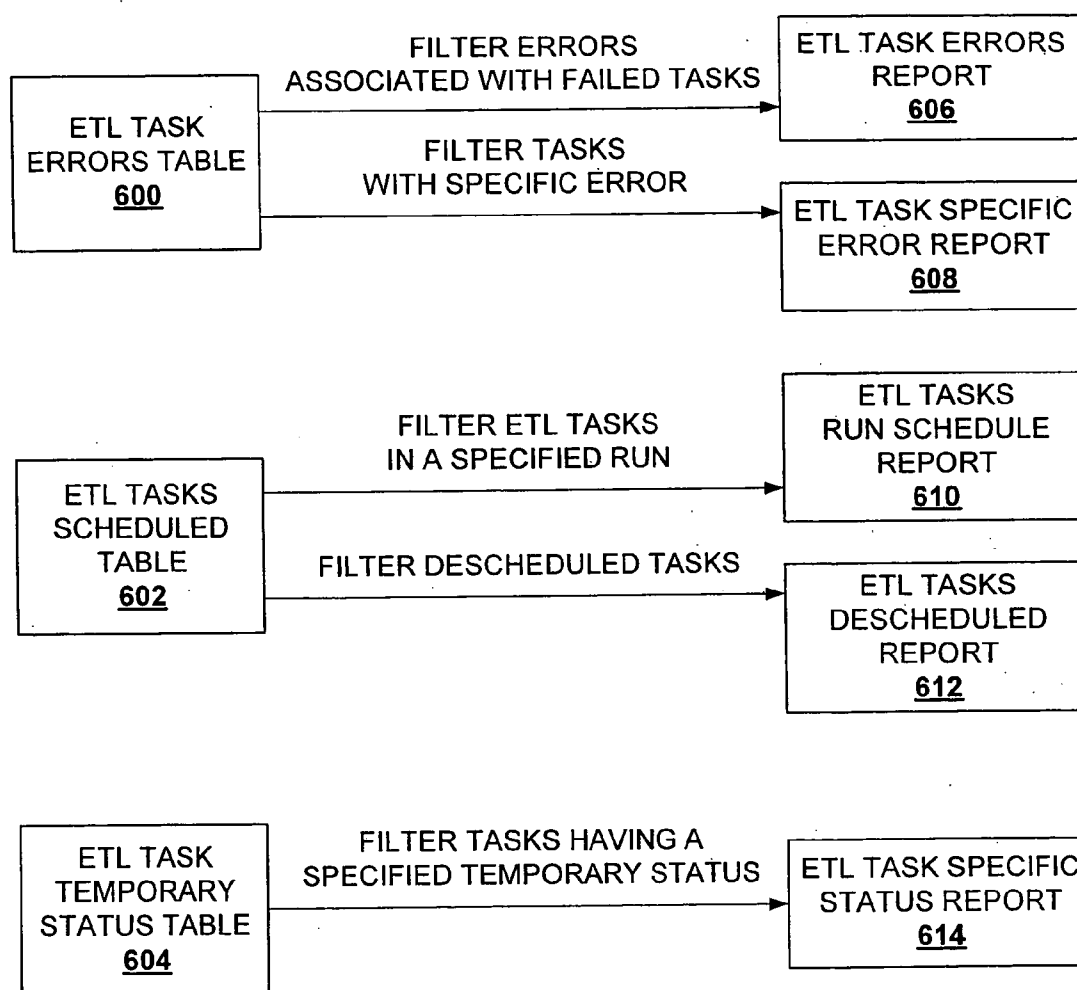 FILTER ERRORS
ASSOCIATED WITH FAILED TASKS
ETL TASK ERRORS
REPORT
606
ETL TASK
ERRORS TABLE
600
FILTER TASKS
WITH SPECIFIC ERROR
ETL TASK SPECIFIC
ERROR REPORT
608
FILTER ETL TASKS
IN A SPECIFIED RUN
ETL TASKS
RUN SCHEDULE
REPORT
610
ETL TASKS
SCHEDULED
TABLE
602
FILTER DESCHEDULED TASKS
ETL TASKS
DESCHEDULED
REPORT
612
ETL TASK
TEMPORARY
STATUS TABLE
604
FILTER TASKS HAVING A
SPECIFIED TEMPORARY STATUS
ETL TASK SPECIFIC
STATUS REPORT
614